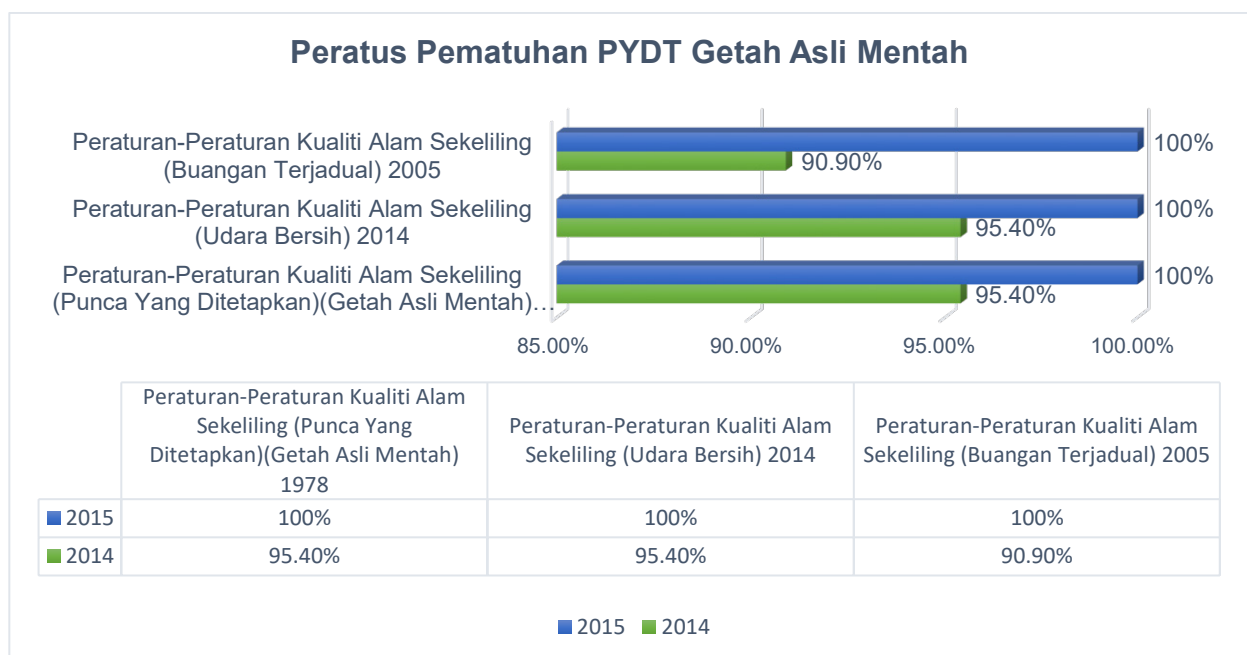 Peratus Pematuhan PYDT Getah Asli Mentah
Peraturan-Peraturan Kualiti Alam Sekeliling
(Buangan Terjadual) 2005
100%
90.90%
Peraturan-Peraturan Kualiti Alam Sekeliling
(Udara Bersih) 2014
100%
95.40%
Peraturan-Peraturan Kualiti Alam Sekeliling
(Punca Yang Ditetapkan)(Getah Asli Mentah)…
100%
95.40%
85.00% 90.00% 95.00% 100.00%
Peraturan-Peraturan Kualiti Alam
Sekeliling (Punca Yang
Ditetapkan)(Getah Asli Mentah)
1978
Peraturan-Peraturan Kualiti Alam
Sekeliling (Udara Bersih) 2014
Peraturan-Peraturan Kualiti Alam
Sekeliling (Buangan Terjadual) 2005
2015 100% 100% 100%
2014 95.40% 95.40% 90.90%
2015 2014